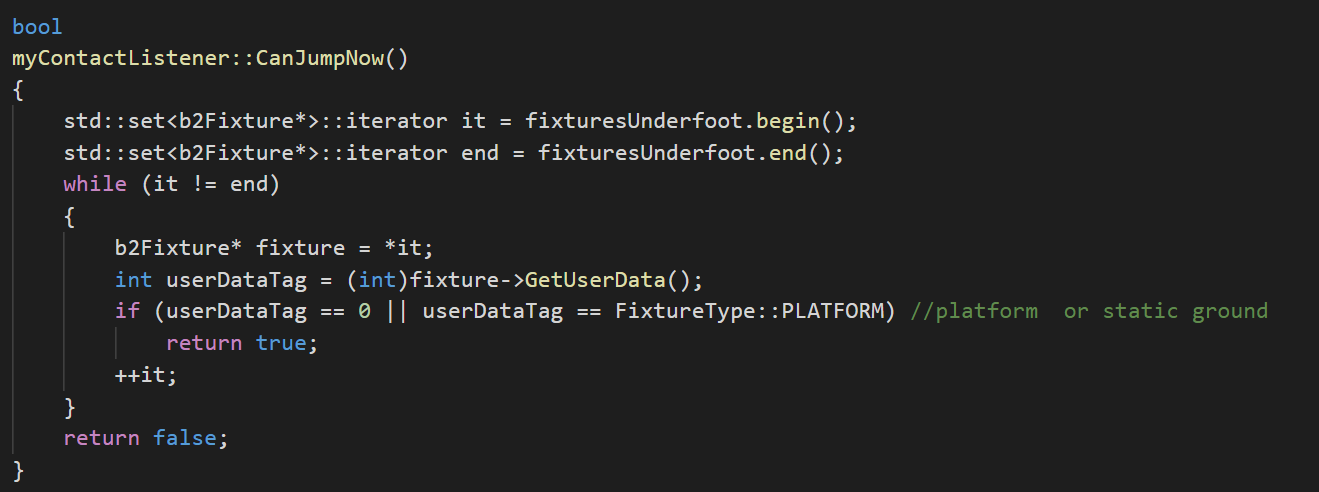 bool
myContactListener::CanJumpNow()
{
    std::set<b2Fixture*>::iterator it = fixturesUnderfoot.begin();
    std::set<b2Fixture*>::iterator end = fixturesUnderfoot.end();
    while (it != end)
    {
        b2Fixture* fixture = *it;
        int userDataTag = (int)fixture->GetUserData();
        if (userDataTag == 0 || userDataTag == FixtureType::PLATFORM) //platform  or static ground
            return true;
        ++it;
    }
    return false;
}